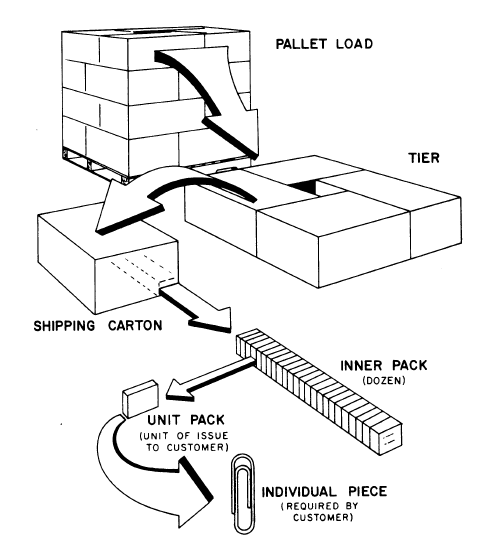 PALLET LOAD
TIER
SHIPPING CARTON
INNER PACK
(DOZEN)
UNIT PACK
(UNIT OF ISSUE
TO CUSTOMER)
INDIVIDUAL PIECE
(REQUIRED BY
CUSTOMER)